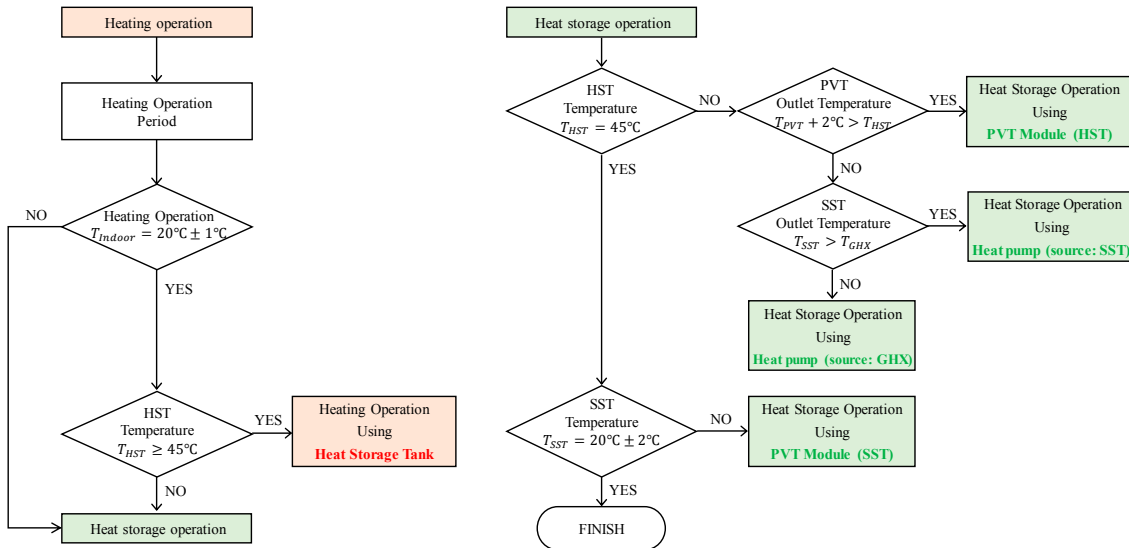 Heating operation
Heating Operation
Period
Heating Operation
T_Indoor = 20℃ ± 1℃
NO
YES
HST
Temperature
T_HST ≥ 45℃
YES
Heating Operation
Using
Heat Storage Tank
NO
Heat storage operation
Heat storage operation
HST
Temperature
T_HST = 45℃
NO
YES
PVT
Outlet Temperature
T_PVT + 2℃ > T_HST
YES
Heat Storage Operation
Using
PVT Module (HST)
NO
SST
Outlet Temperature
T_SST > T_GHX
YES
Heat Storage Operation
Using
Heat pump (source: SST)
NO
Heat Storage Operation
Using
Heat pump (source: GHX)
SST
Temperature
T_SST = 20℃ ± 2℃
NO
Heat Storage Operation
Using
PVT Module (SST)
YES
FINISH